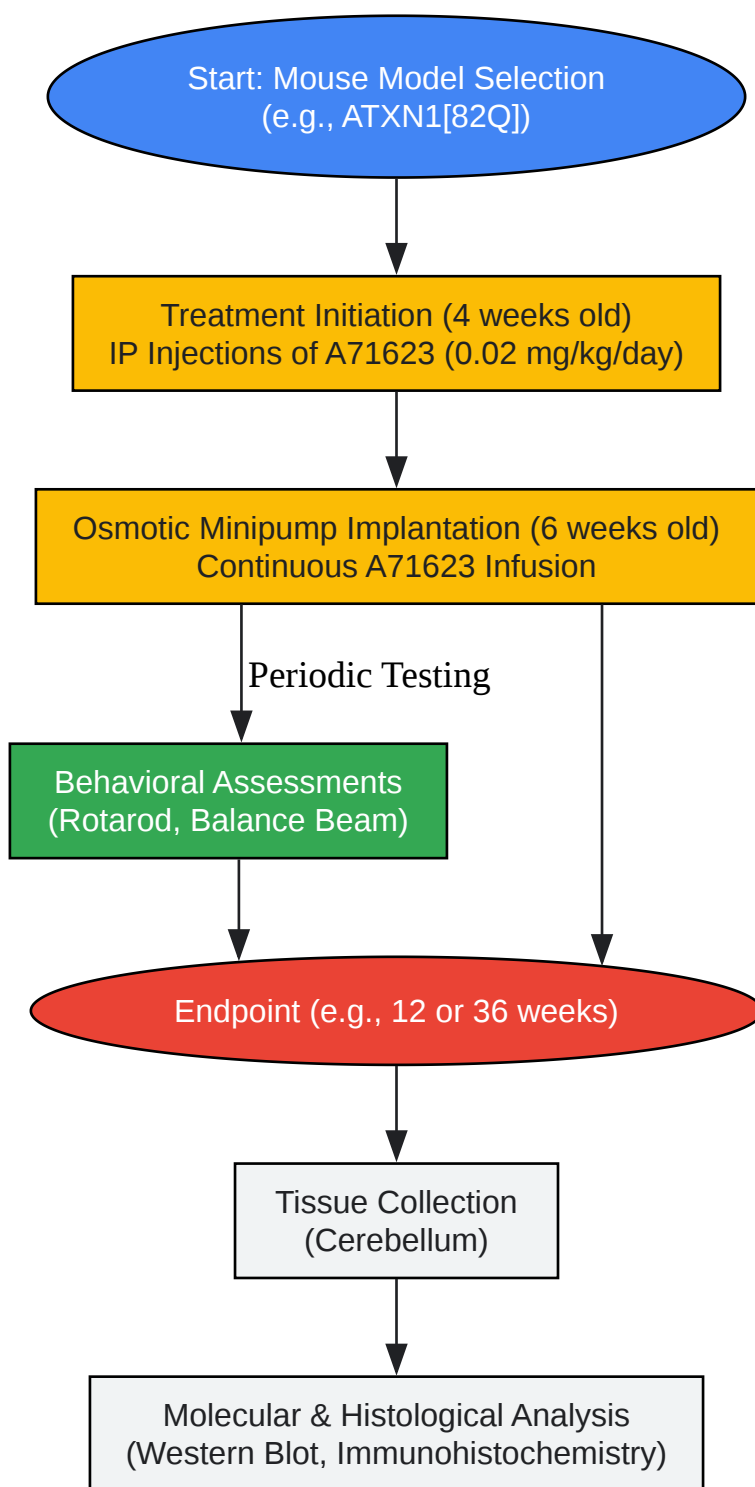 Start: Mouse Model Selection
(e.g., ATXN1[82Q])
Treatment Initiation (4 weeks old)
IP Injections of A71623 (0.02 mg/kg/day)
Osmotic Minipump Implantation (6 weeks old)
Continuous A71623 Infusion
Periodic Testing
Behavioral Assessments
(Rotarod, Balance Beam)
Endpoint (e.g., 12 or 36 weeks)
Tissue Collection
(Cerebellum)
Molecular & Histological Analysis
(Western Blot, Immunohistochemistry)